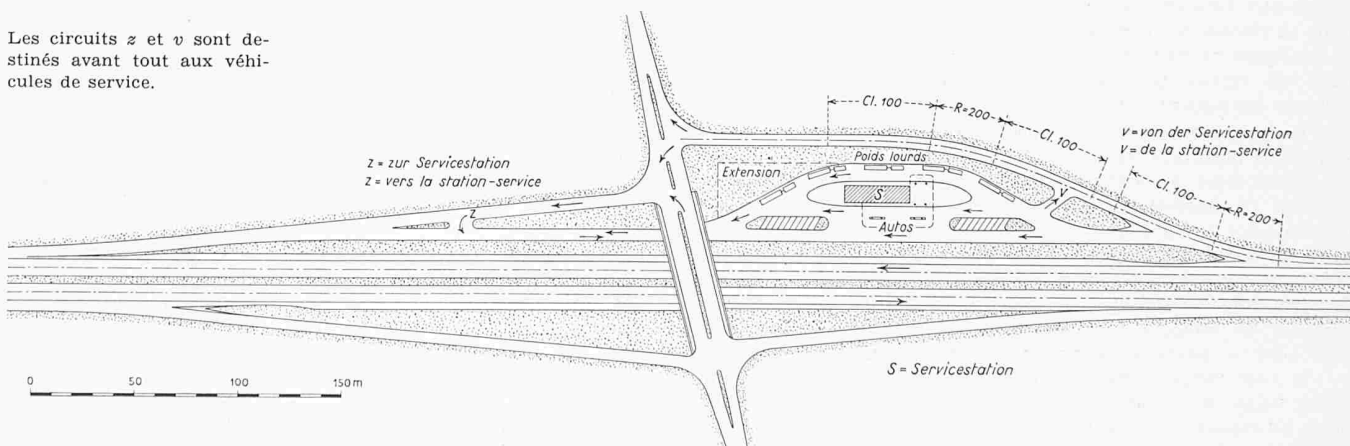 Les circuits z et v sont de-
stinés avant tout aux véhi-
cules de service.
z = zur Servicestation
z = vers la station-service
Cl. 100
R=200
Cl. 100
v = von der Servicestation
v = de la station-service
Cl. 100
R=200
Poids lourds
Extension
S
v
z
Autos
S = Servicestation
0 50 100 150 m